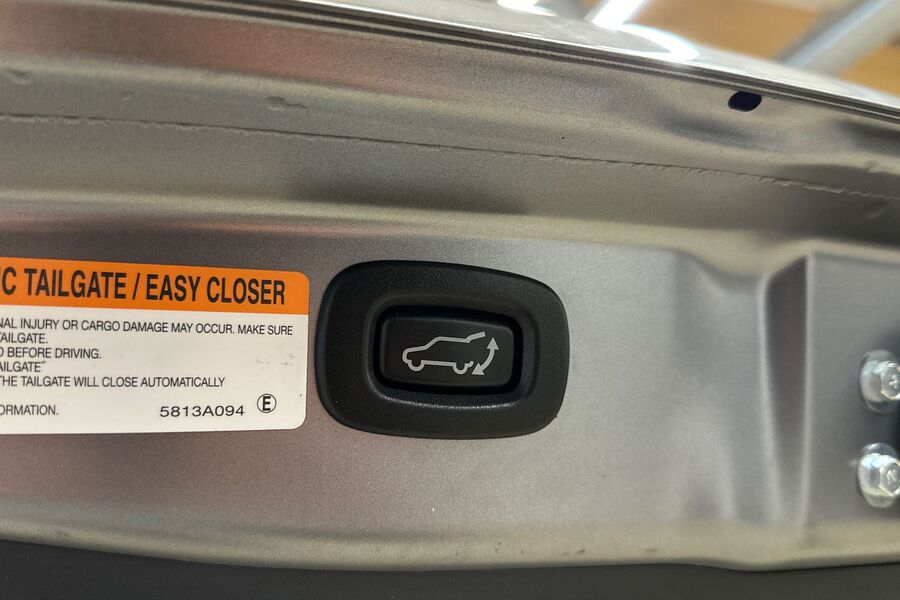 C TAILGATE / EASY CLOSER
NAL INJURY OR CARGO DAMAGE MAY OCCUR. MAKE SURE
TAILGATE.
D BEFORE DRIVING.
AILGATE"
THE TAILGATE WILL CLOSE AUTOMATICALLY
ORMATION.
5813A094 E